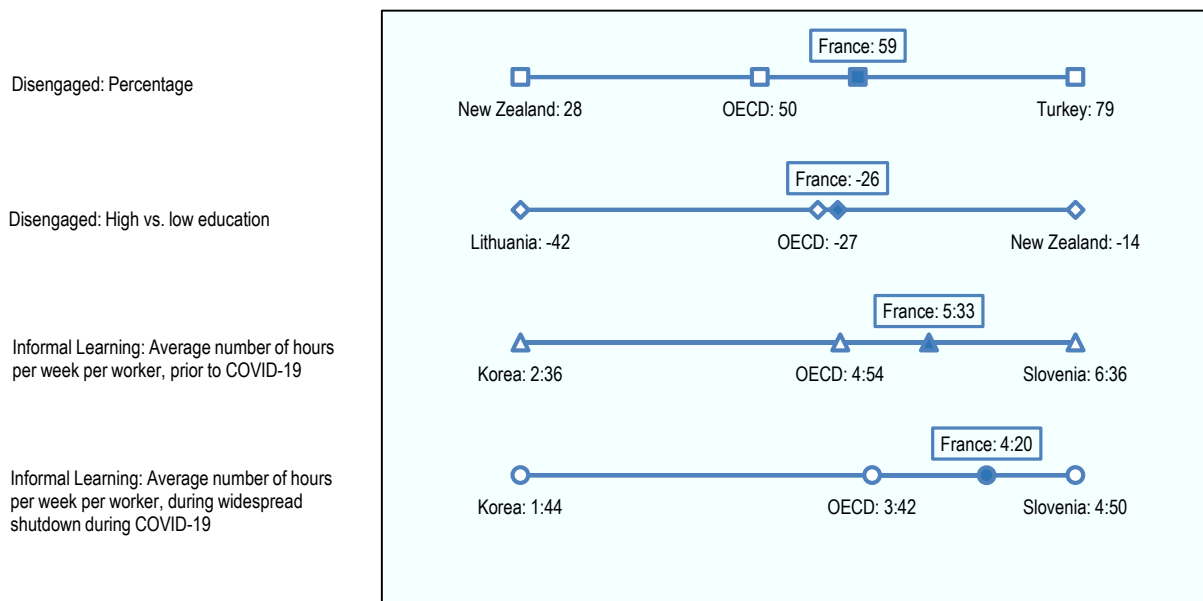 France: 59
Disengaged: Percentage
New Zealand: 28
OECD: 50
Turkey: 79
France: -26
Disengaged: High vs. low education
Lithuania: -42
OECD: -27
New Zealand: -14
France: 5:33
Informal Learning: Average number of hours
per week per worker, prior to COVID-19
Korea: 2:36
OECD: 4:54
Slovenia: 6:36
France: 4:20
Informal Learning: Average number of hours
per week per worker, during widespread
shutdown during COVID-19
Korea: 1:44
OECD: 3:42
Slovenia: 4:50